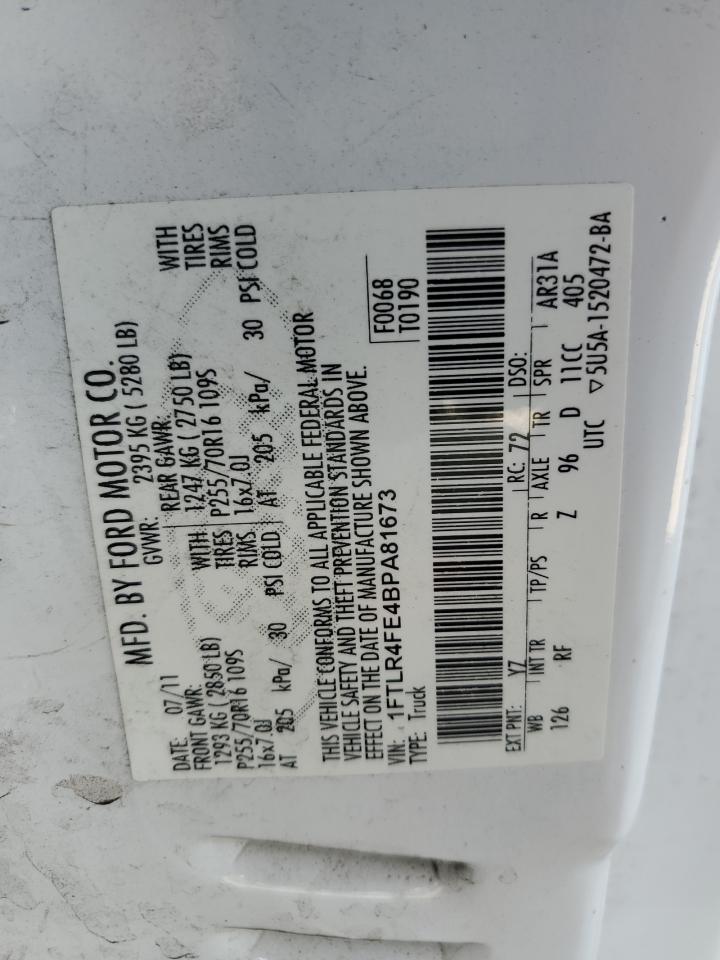 MFD. BY FORD MOTOR CO.
DATE: 07/11 GVWR: 2395 KG ( 5280 LB)
FRONT GAWR: REAR GAWR:
1293 KG ( 2850 LB) WITH 1247 KG ( 2750 LB) WITH
P255/70R16 109S TIRES P255/70R16 109S TIRES
16x7.0J RIMS 16x7.0J RIMS
AT 205 kPa/ 30 PSI COLD AT 205 kPa/ 30 PSI COLD
THIS VEHICLE CONFORMS TO ALL APPLICABLE FEDERAL MOTOR
VEHICLE SAFETY AND THEFT PREVENTION STANDARDS IN
EFFECT ON THE DATE OF MANUFACTURE SHOWN ABOVE.
VIN: 1FTLR4FE4BPA81673
TYPE: Truck
F0068
T0190
EXT PNT: YZ RC: 72 DSO:
WB INT TR TP/PS R AXLE TR SPR AR31A
126 RF Z 96 D 11CC 405
UTC ▽5U5A-1520472-BA